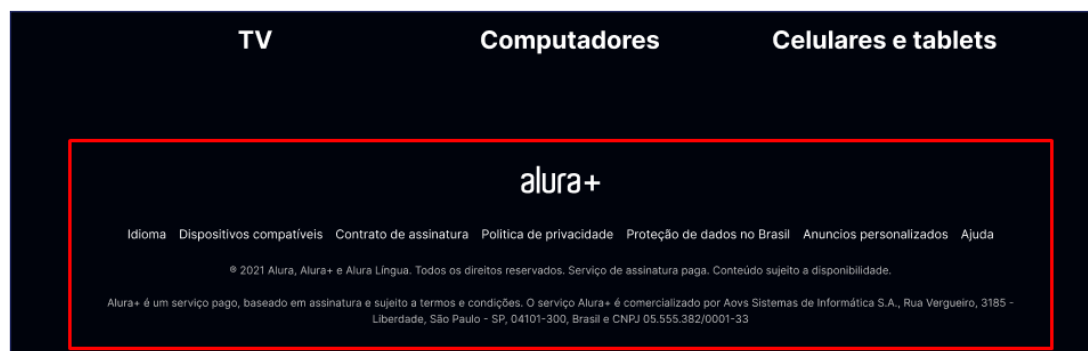 TV Computadores Celulares e tablets
alura+
Idioma Dispositivos compatíveis Contrato de assinatura Politica de privacidade Proteção de dados no Brasil Anuncios personalizados Ajuda
® 2021 Alura, Alura+ e Alura Língua. Todos os direitos reservados. Serviço de assinatura paga. Conteúdo sujeito a disponibilidade.
Alura+ é um serviço pago, baseado em assinatura e sujeito a termos e condições. O serviço Alura+ é comercializado por Aovs Sistemas de Informática S.A., Rua Vergueiro, 3185 -
Liberdade, São Paulo - SP, 04101-300, Brasil e CNPJ 05.555.382/0001-33